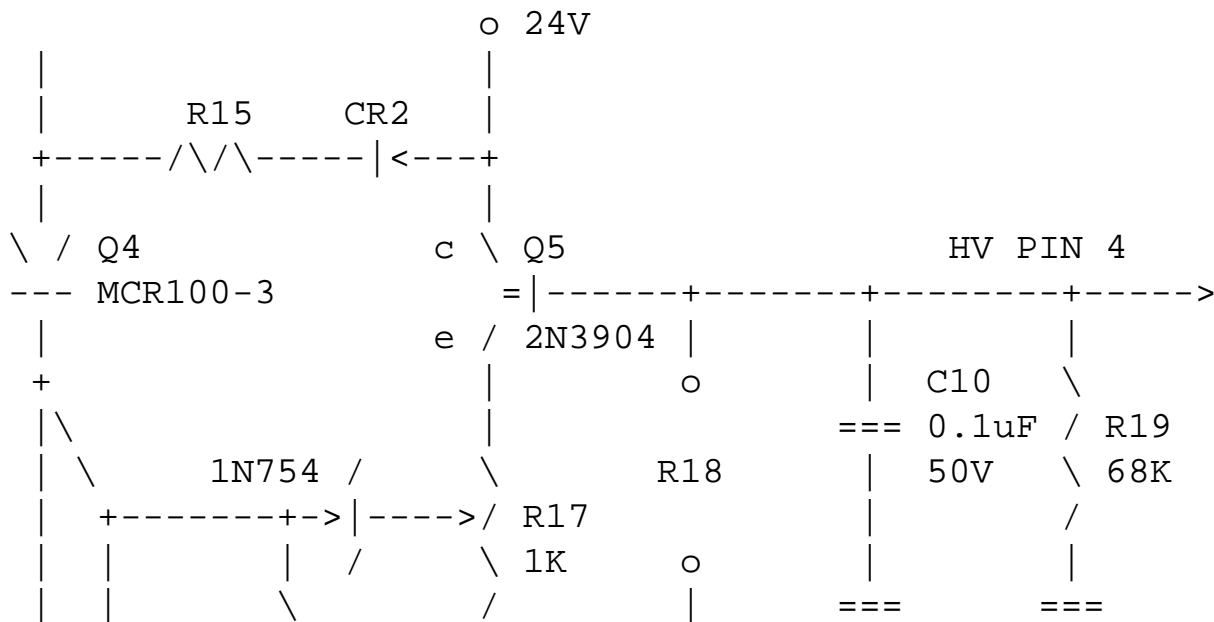 24V
R15 CR2
Q4 c Q5 HV PIN 4
MCR100-3
e 2N3904
C10
0.1uF R19
1N754 R18 50V 68K
R17
1K